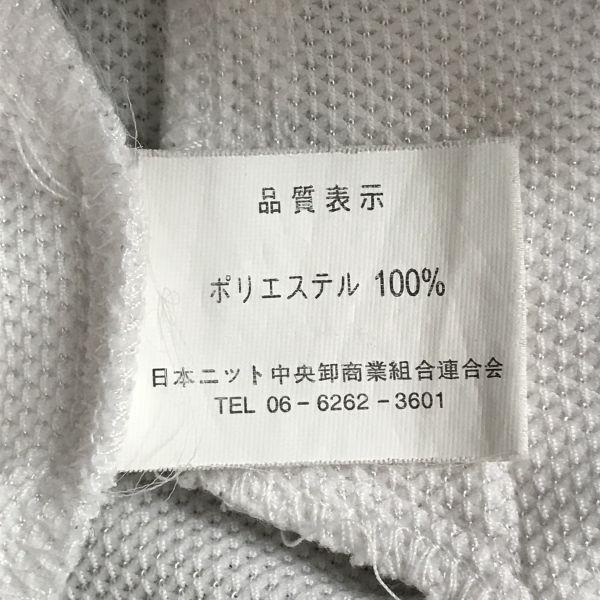 品質表示
ポリエステル 100%
日本ニット中央卸商業組合連合会
TEL 06-6262-3601